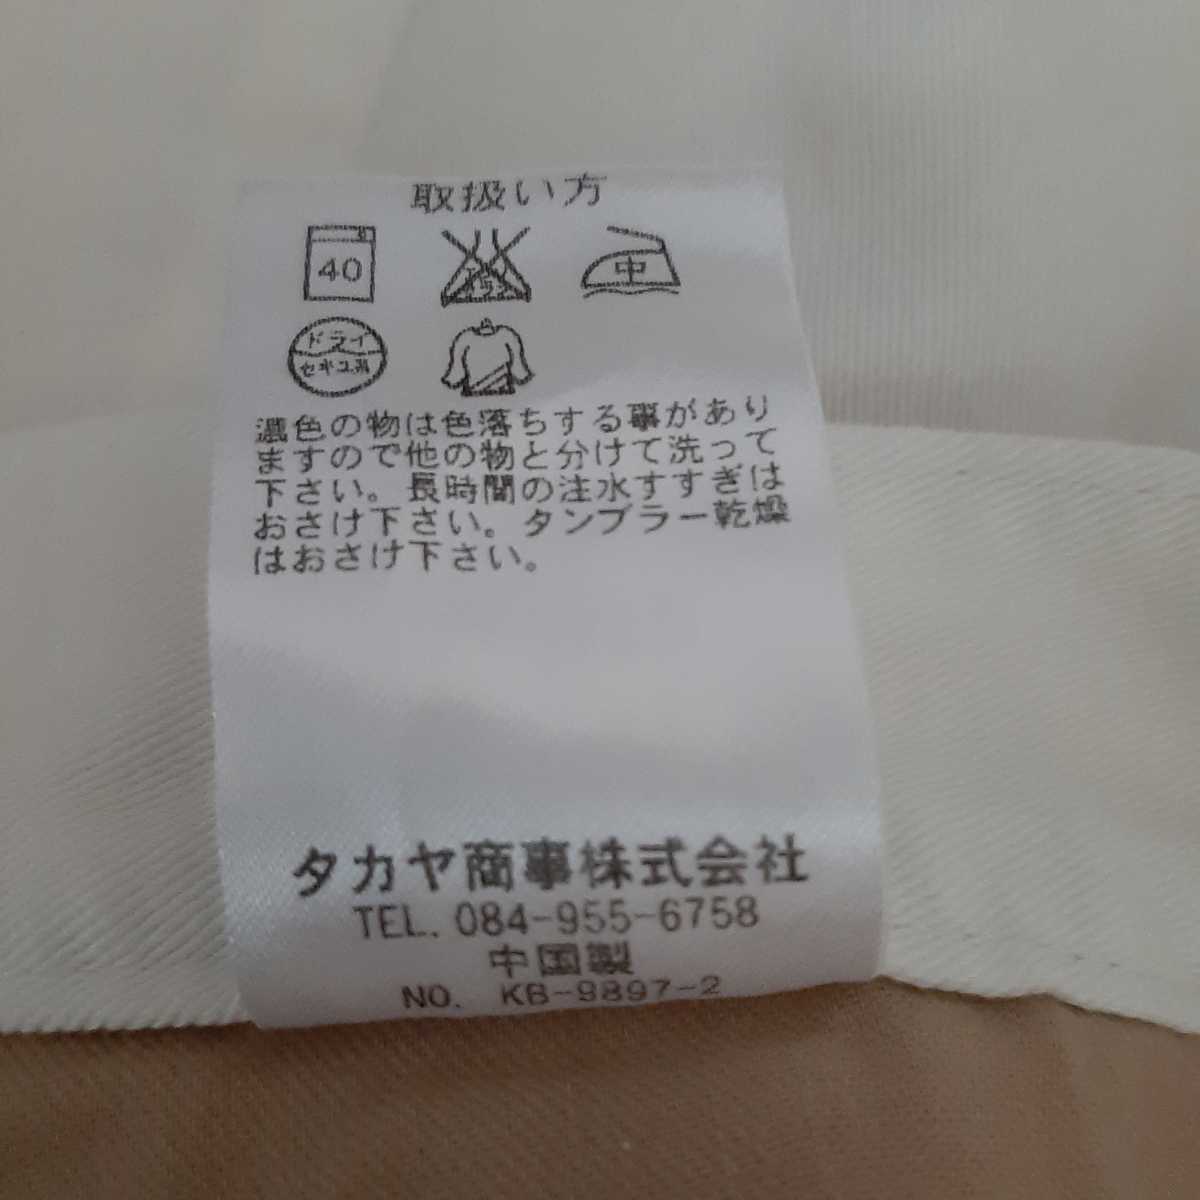 取扱い方
40 中
ドライ
セキユ系
濃色の物は色落ちする事があり
ますので他の物と分けて洗って
下さい。長時間の注水すすぎは
おさけ下さい。タンブラー乾燥
はおさけ下さい。
タカヤ商事株式会社
TEL. 084-955-6758
中国製
NO. KB-9897-2